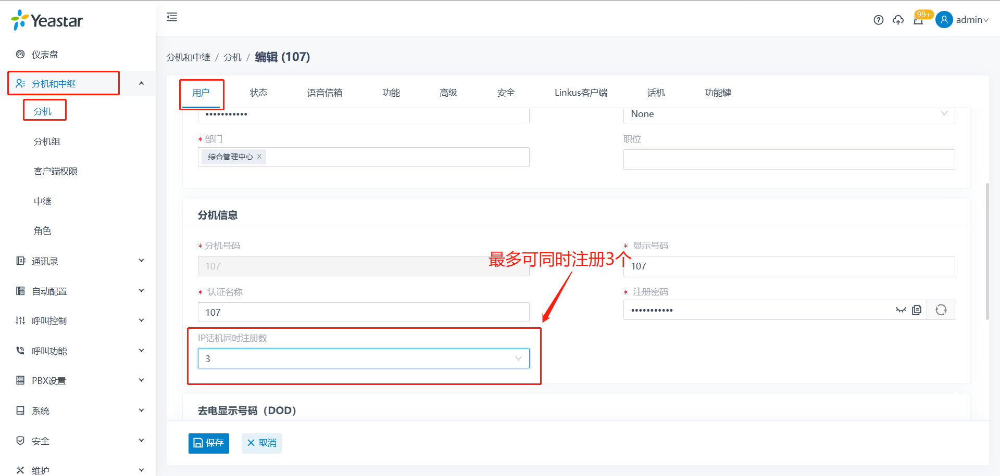 Yeastar
99+
admin
仪表盘
分机和中继
分机
分机组
客户端权限
中继
角色
通讯录
自动配置
呼叫控制
呼叫功能
PBX设置
系统
安全
维护
分机和中继 / 分机 / 编辑 (107)
用户 状态 语音信箱 功能 高级 安全 Linkus客户端 话机 功能键
••••••••••• None
* 部门 职位
综合管理中心 X
分机信息
* 分机号码 * 显示号码
最多可同时注册3个
107 107
* 认证名称 * 注册密码
107 •••••••••••
IP话机同时注册数
3
去电显示号码（DOD）
保存 取消